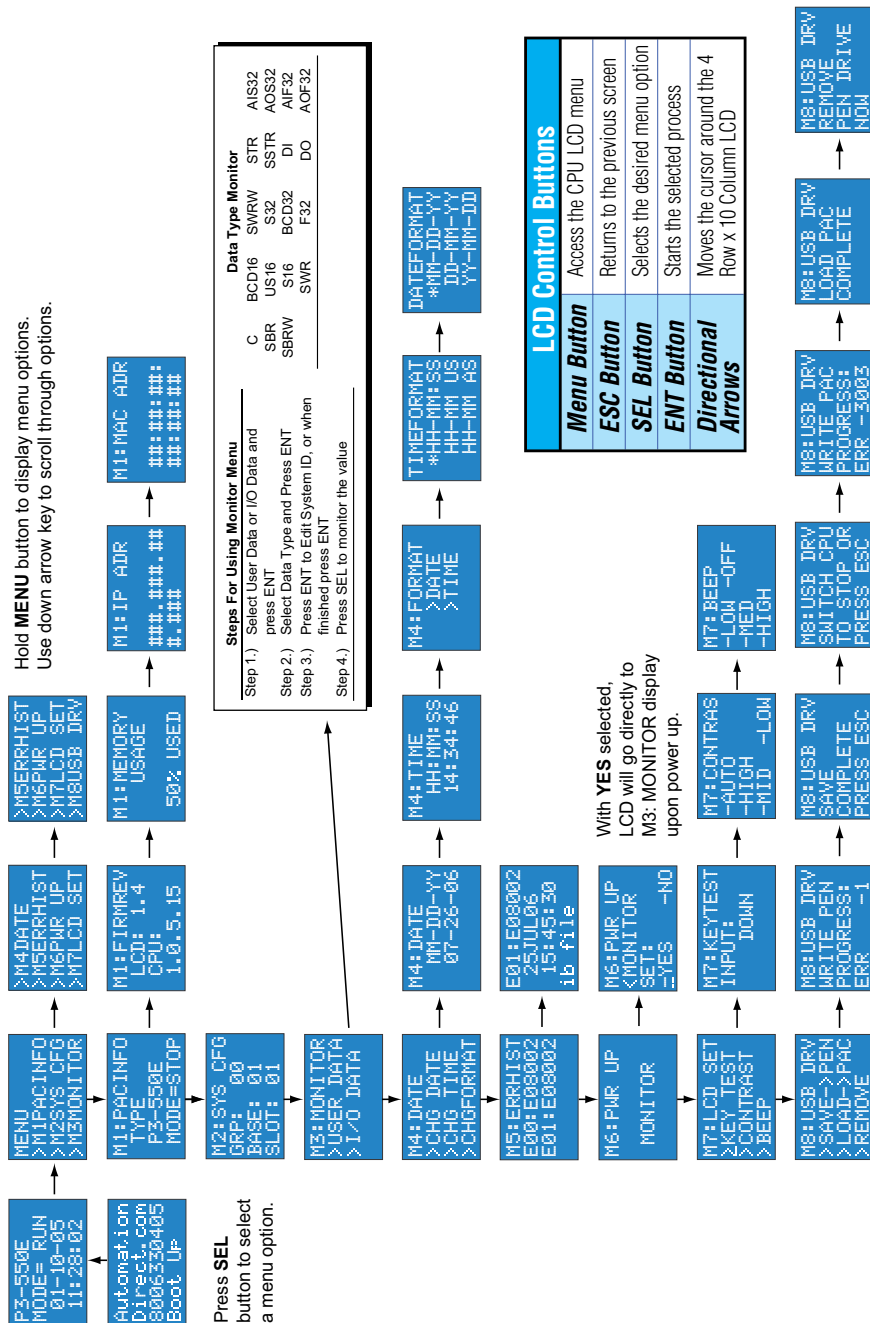 Automation
Direct.com
8006330405
Boot Up
P3-550E
MODE= RUN
01-10-05
11:28:02
MENU
>M1PACINFO
>M2SYS CFG
>M3MONITOR
>M4DATE
>M5ERRHIST
>M6PWR UP
>M7LCD SET
>M5ERRHIST
>M6PWR UP
>M7LCD SET
>M8USB DRV
Hold MENU button to display menu options.
Use down arrow key to scroll through options.
Press SEL
button to select
a menu option.
M1:PACINFO
TYPE
P3-550E
MODE=STOP
M1:FIRMREV
LCD: 1.4
CPU:
1.0.5.15
M1:MEMORY
USAGE
50% USED
M1:IP ADR
###.###.##
#.###
M1:MAC ADR
##:##:##:
##:##:##
M2:SYS CFG
GRP: 00
BASE: 01
SLOT: 01
M3:MONITOR
>USER DATA
>I/O DATA
Steps For Using Monitor Menu
Step 1.) Select User Data or I/O Data and
press ENT
Step 2.) Select Data Type and Press ENT
Step 3.) Press ENT to Edit System ID, or when
finished press ENT
Step 4.) Press SEL to monitor the value
Data Type Monitor
C BCD16 SWRW STR AIS32
SBR US16 S32 SSTR AOS32
SBRW S16 BCD32 DI AIF32
SWR F32 DO AOF32
M4:DATE
>CHG DATE
>CHG TIME
>CHGFORMAT
M4:DATE
MM-DD-YY
07-26-06
M4:TIME
HH:MM:SS
14:34:46
M4:FORMAT
>DATE
>TIME
TIMEFORMAT
*HH-MM:SS
HH-MM US
HH-MM AS
DATEFORMAT
*MM-DD-YY
DD-MM-YY
YY-MM-DD
M5:ERRHIST
E00:E08002
E01:E08002
E01:E08002
25JUL06
15:45:30
ib file
M6:PWR UP
MONITOR
M6:PWR UP
<MONITOR
SET:
-YES -NO
With YES selected,
LCD will go directly to
M3: MONITOR display
upon power up.
M7:LCD SET
>KEY TEST
>CONTRAST
>BEEP
M7:KEYTEST
INPUT:
DOWN
M7:CONTRAS
-AUTO
-HIGH
-MID -LOW
M7:BEEP
-LOW -OFF
-MED
-HIGH
M8:USB DRV
>SAVE->PEN
>LOAD->PAC
>REMOVE
M8:USB DRV
WRITE PEN
PROGRESS:
ERR -1
M8:USB DRV
SAVE
COMPLETE
PRESS ESC
M8:USB DRV
SWITCH CPU
TO STOP OR
PRESS ESC
M8:USB DRV
WRITE PAC
PROGRESS:
ERR -3003
M8:USB DRV
LOAD PAC
COMPLETE
M8:USB DRV
REMOVE
PEN DRIVE
NOW
LCD Control Buttons
Menu Button Access the CPU LCD menu
ESC Button Returns to the previous screen
SEL Button Selects the desired menu option
ENT Button Starts the selected process
Directional Arrows Moves the cursor around the 4
Row x 10 Column LCD